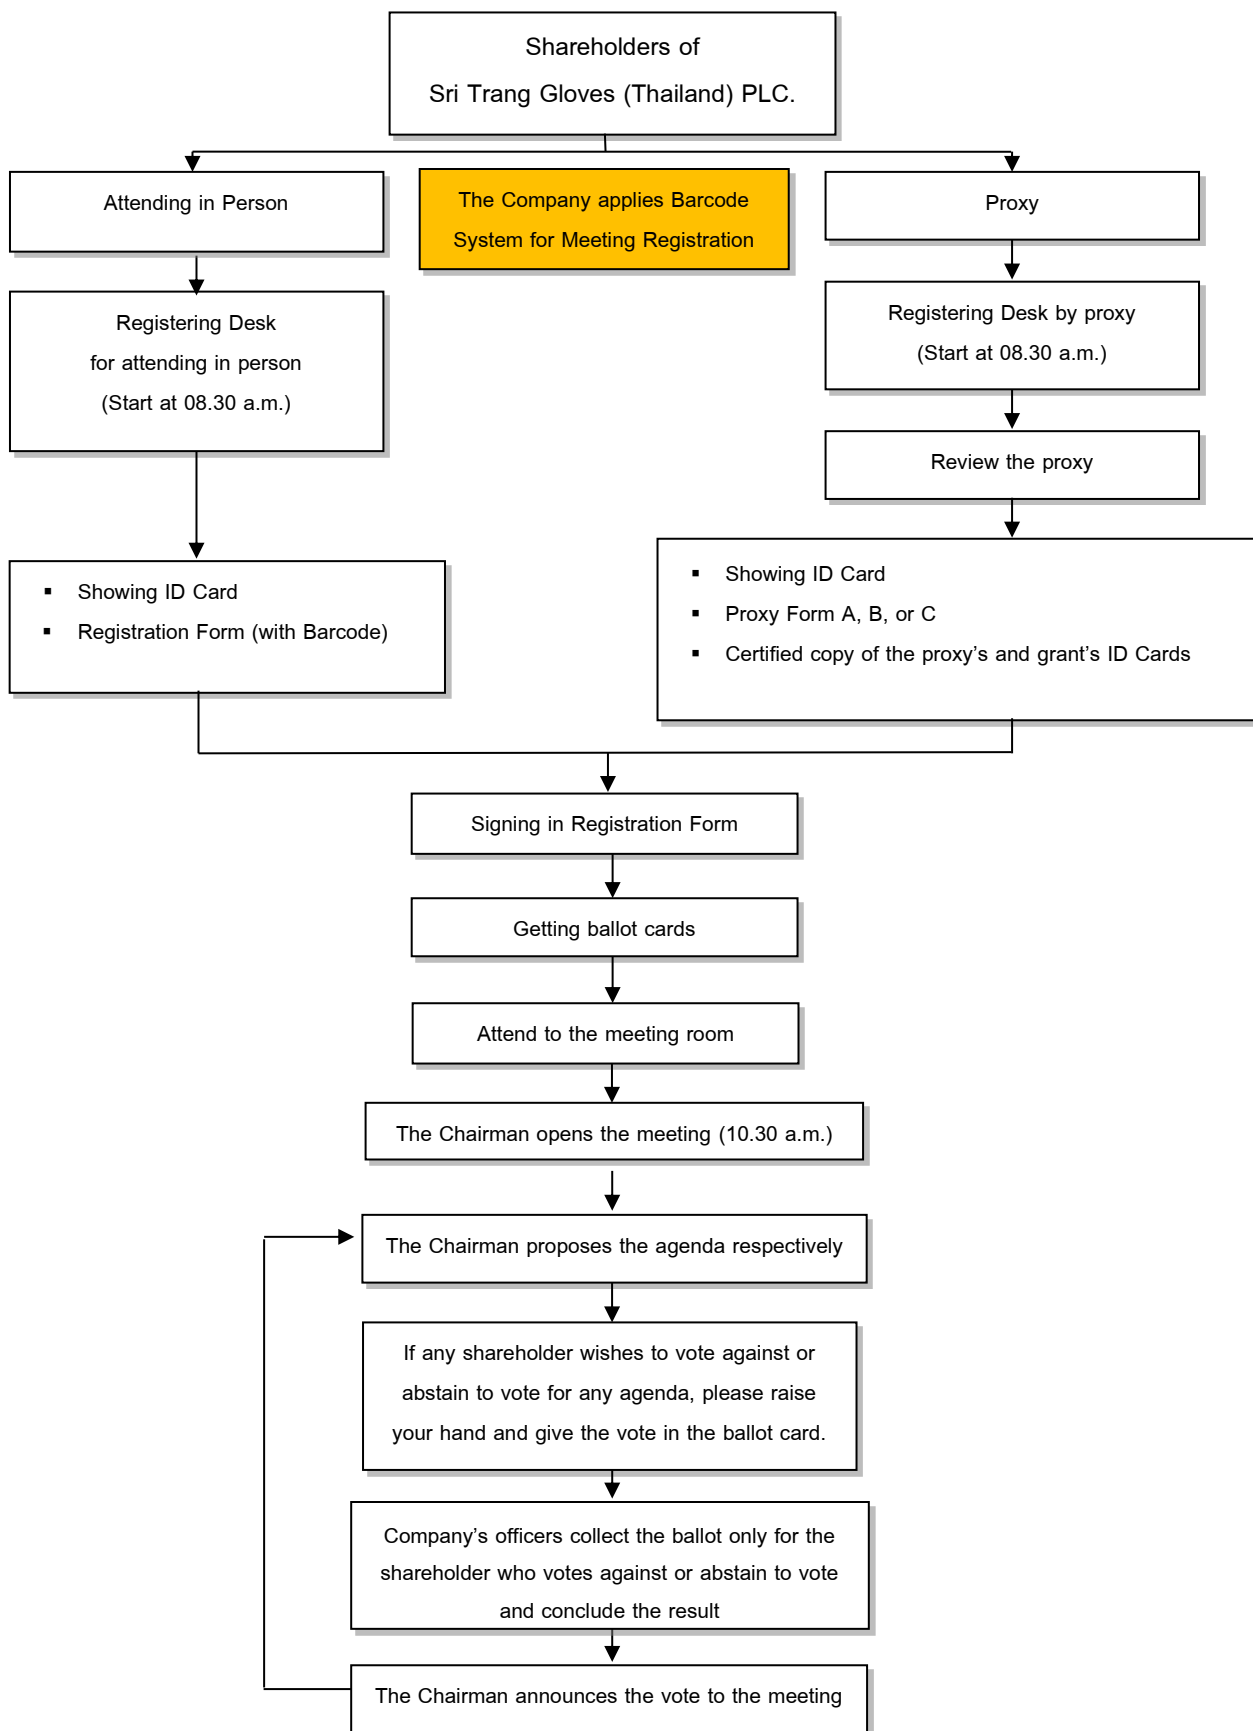 Shareholders of
Sri Trang Gloves (Thailand) PLC.
Attending in Person
The Company applies Barcode
System for Meeting Registration
Proxy
Registering Desk
for attending in person
(Start at 08.30 a.m.)
Registering Desk by proxy
(Start at 08.30 a.m.)
Review the proxy
▪ Showing ID Card
▪ Registration Form (with Barcode)
▪ Showing ID Card
▪ Proxy Form A, B, or C
▪ Certified copy of the proxy’s and grant’s ID Cards
Signing in Registration Form
Getting ballot cards
Attend to the meeting room
The Chairman opens the meeting (10.30 a.m.)
The Chairman proposes the agenda respectively
If any shareholder wishes to vote against or
abstain to vote for any agenda, please raise
your hand and give the vote in the ballot card.
Company’s officers collect the ballot only for the
shareholder who votes against or abstain to vote
and conclude the result
The Chairman announces the vote to the meeting